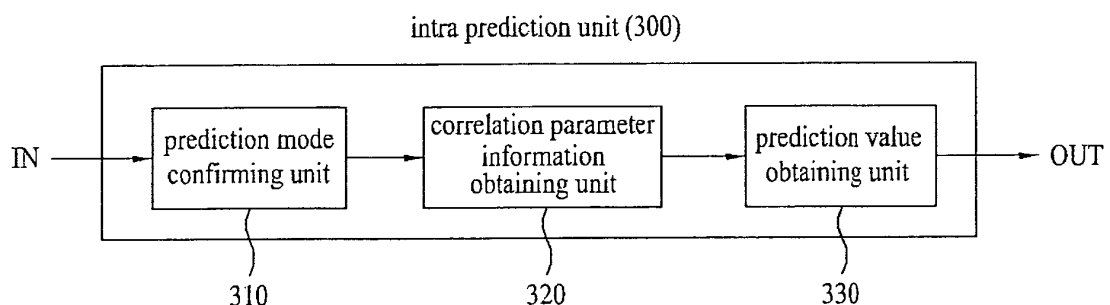 intra prediction unit (300)
IN
prediction mode
confirming unit
correlation parameter
information
obtaining unit
prediction value
obtaining unit
OUT
310
320
330